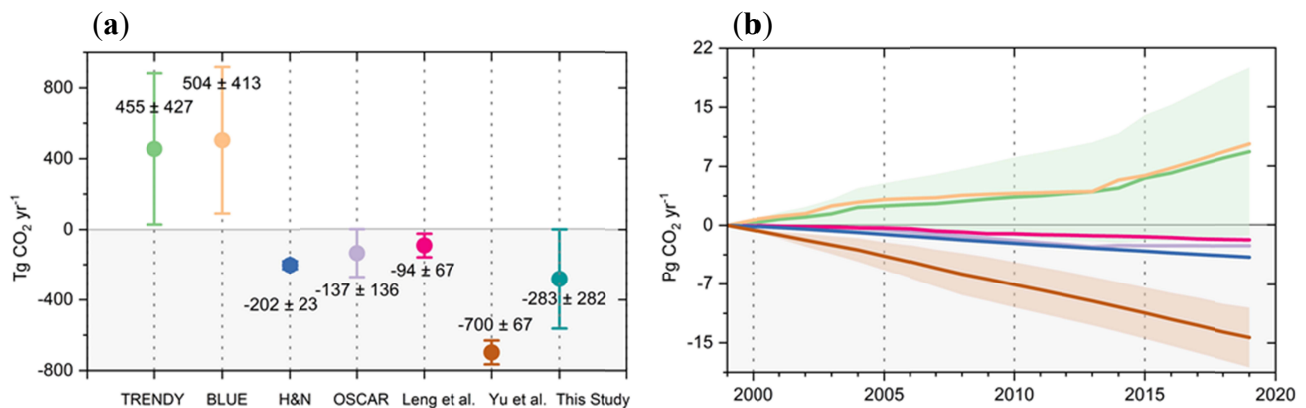 (a)
Tg CO2 yr-1
800
400
0
-400
-800
455 ± 427
504 ± 413
-202 ± 23
-137 ± 136
-94 ± 67
-700 ± 67
-283 ± 282
TRENDY BLUE H&N OSCAR Leng et al. Yu et al. This Study
(b)
Pg CO2 yr-1
22
15
7
0
-7
-15
2000 2005 2010 2015 2020